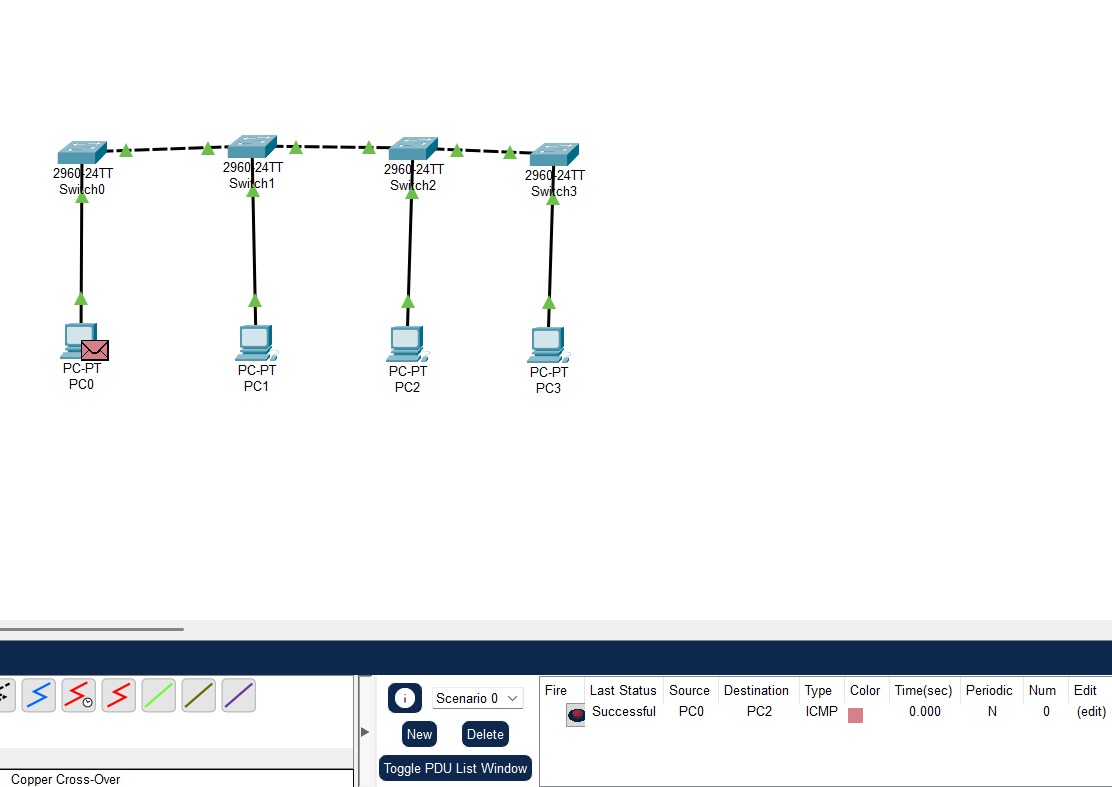 2960-24TT
Switch0
2960-24TT
Switch1
2960-24TT
Switch2
2960-24TT
Switch3
PC-PT
PC0
PC-PT
PC1
PC-PT
PC2
PC-PT
PC3
Scenario 0
New
Delete
Toggle PDU List Window
Fire Last Status Source Destination Type Color Time(sec) Periodic Num Edit
Successful PC0 PC2 ICMP 0.000 N 0 (edit)
Copper Cross-Over